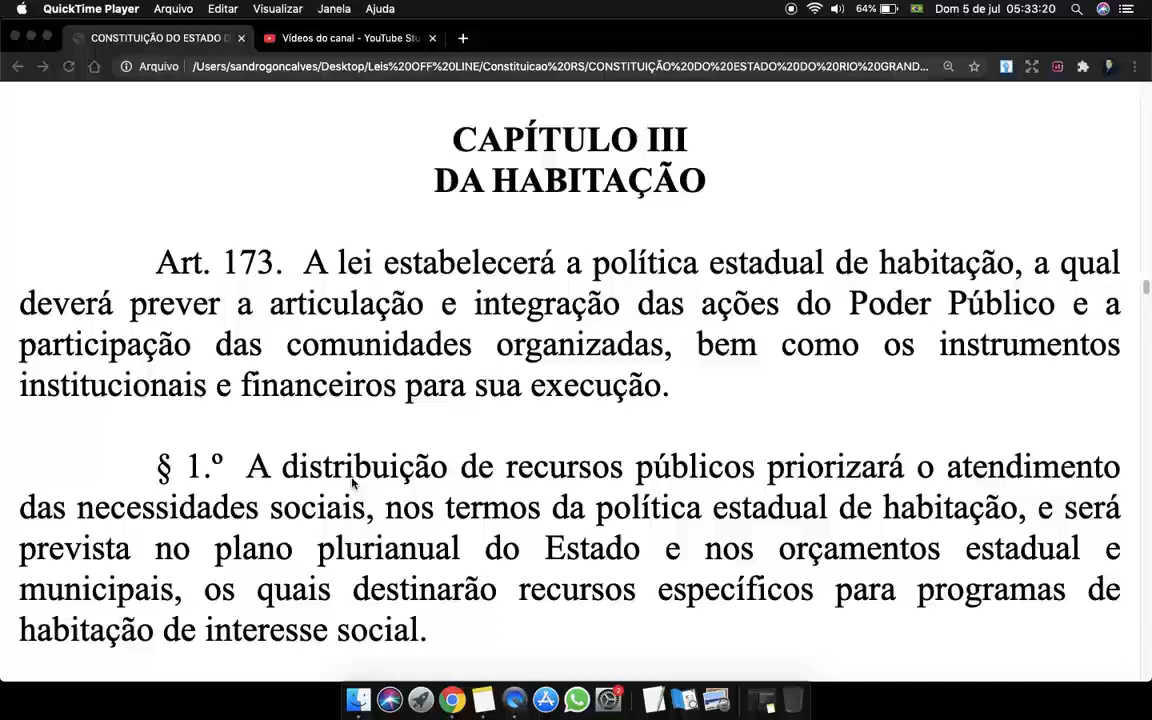 QuickTime Player Arquivo Editar Visualizar Janela Ajuda 64% Dom 5 de jul 05:33:20
CONSTITUIÇÃO DO ESTADO D Vídeos do canal - YouTube Stu
Arquivo /Users/sandrogoncalves/Desktop/Leis%20OFF%20LINE/Constituicao%20RS/CONSTITUIÇÃO%20DO%20ESTADO%20DO%20RIO%20GRAND...
CAPÍTULO III
DA HABITAÇÃO
Art. 173. A lei estabelecerá a política estadual de habitação, a qual
deverá prever a articulação e integração das ações do Poder Público e a
participação das comunidades organizadas, bem como os instrumentos
institucionais e financeiros para sua execução.
§ 1.º A distribuição de recursos públicos priorizará o atendimento
das necessidades sociais, nos termos da política estadual de habitação, e será
prevista no plano plurianual do Estado e nos orçamentos estadual e
municipais, os quais destinarão recursos específicos para programas de
habitação de interesse social.
2